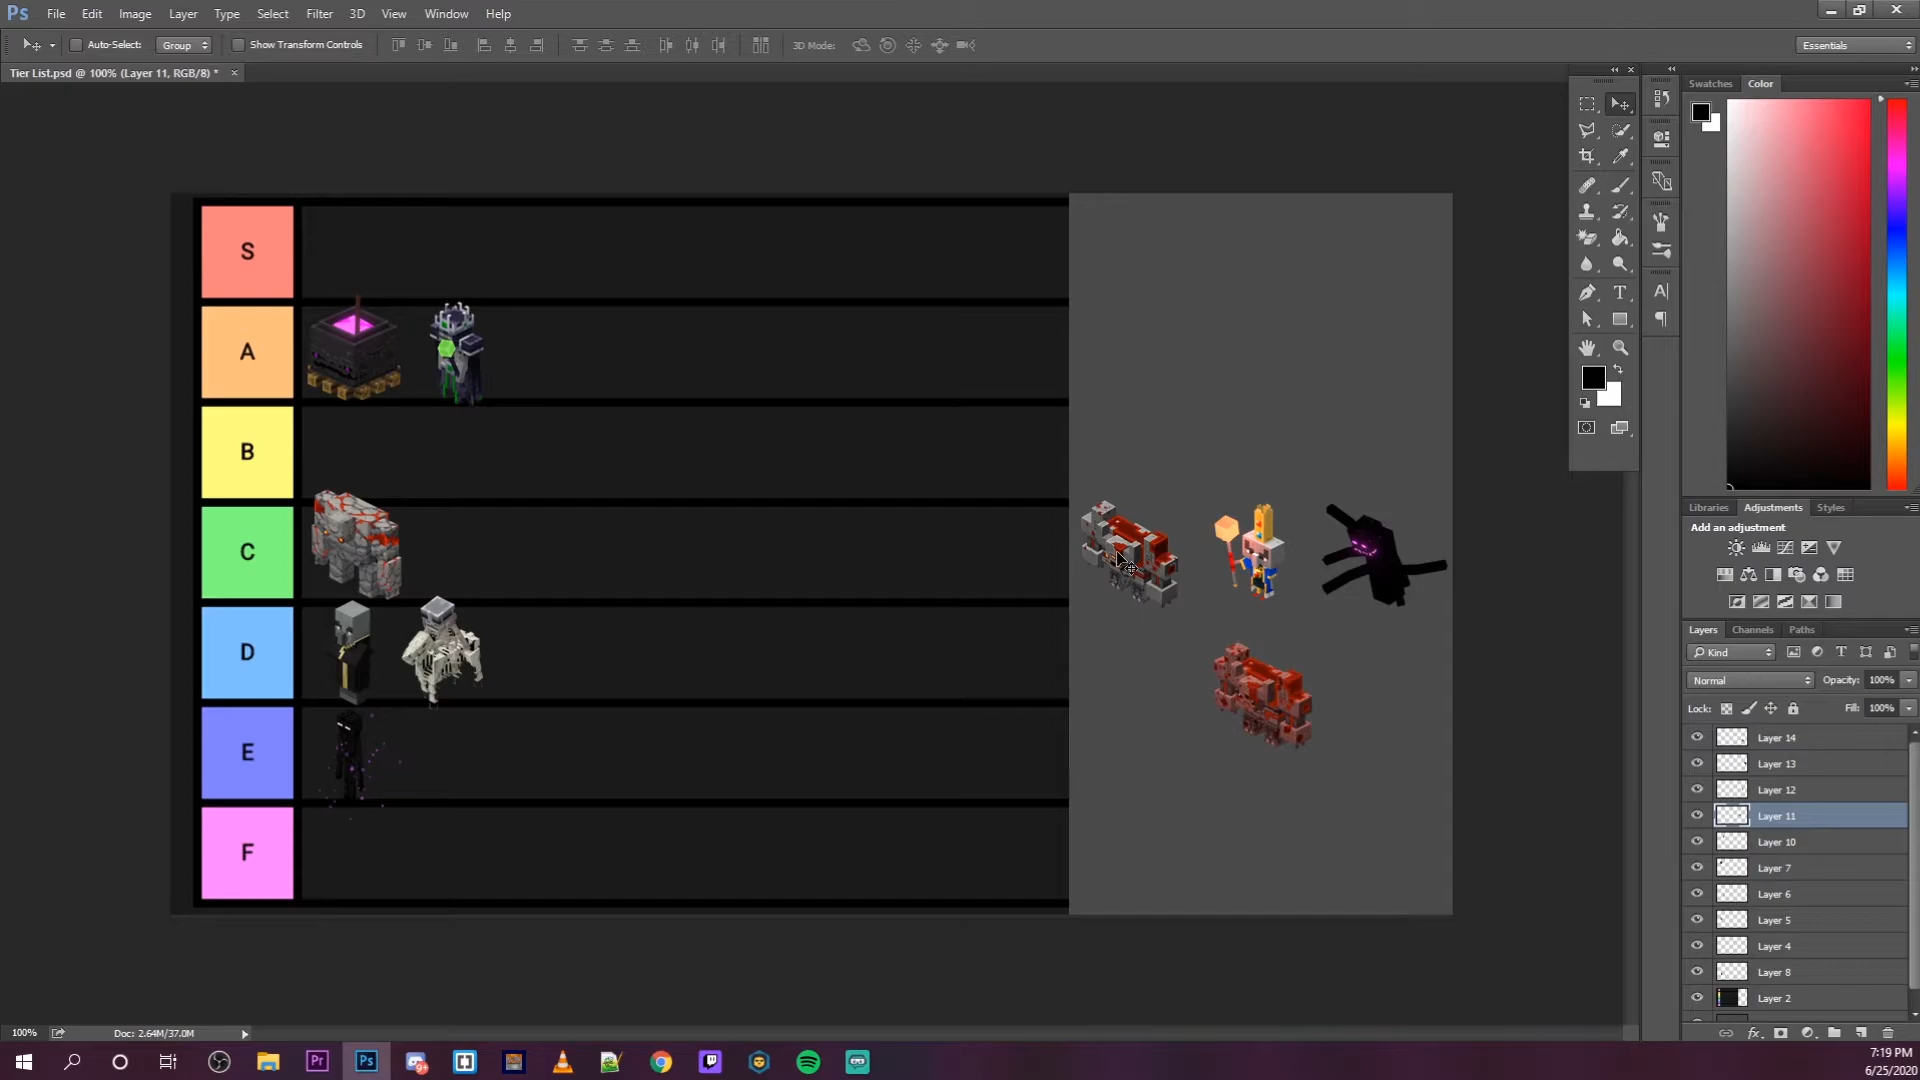 Ps File Edit Image Layer Type Select Filter 3D View Window Help
Auto-Select: Group Show Transform Controls 3D Mode: Essentials
Tier List.psd @ 100% (Layer 11, RGB/8) * ×
Swatches Color
S
A
B
C
D
E
F
Libraries Adjustments Styles
Add an adjustment
Layers Channels Paths
Kind
Normal Opacity: 100%
Lock: Fill: 100%
Layer 14
Layer 13
Layer 12
Layer 11
Layer 10
Layer 7
Layer 6
Layer 5
Layer 4
Layer 8
Layer 2
fx
100% Doc: 2.64M/37.0M
Pr Ps 9+
7:19 PM
6/25/2020